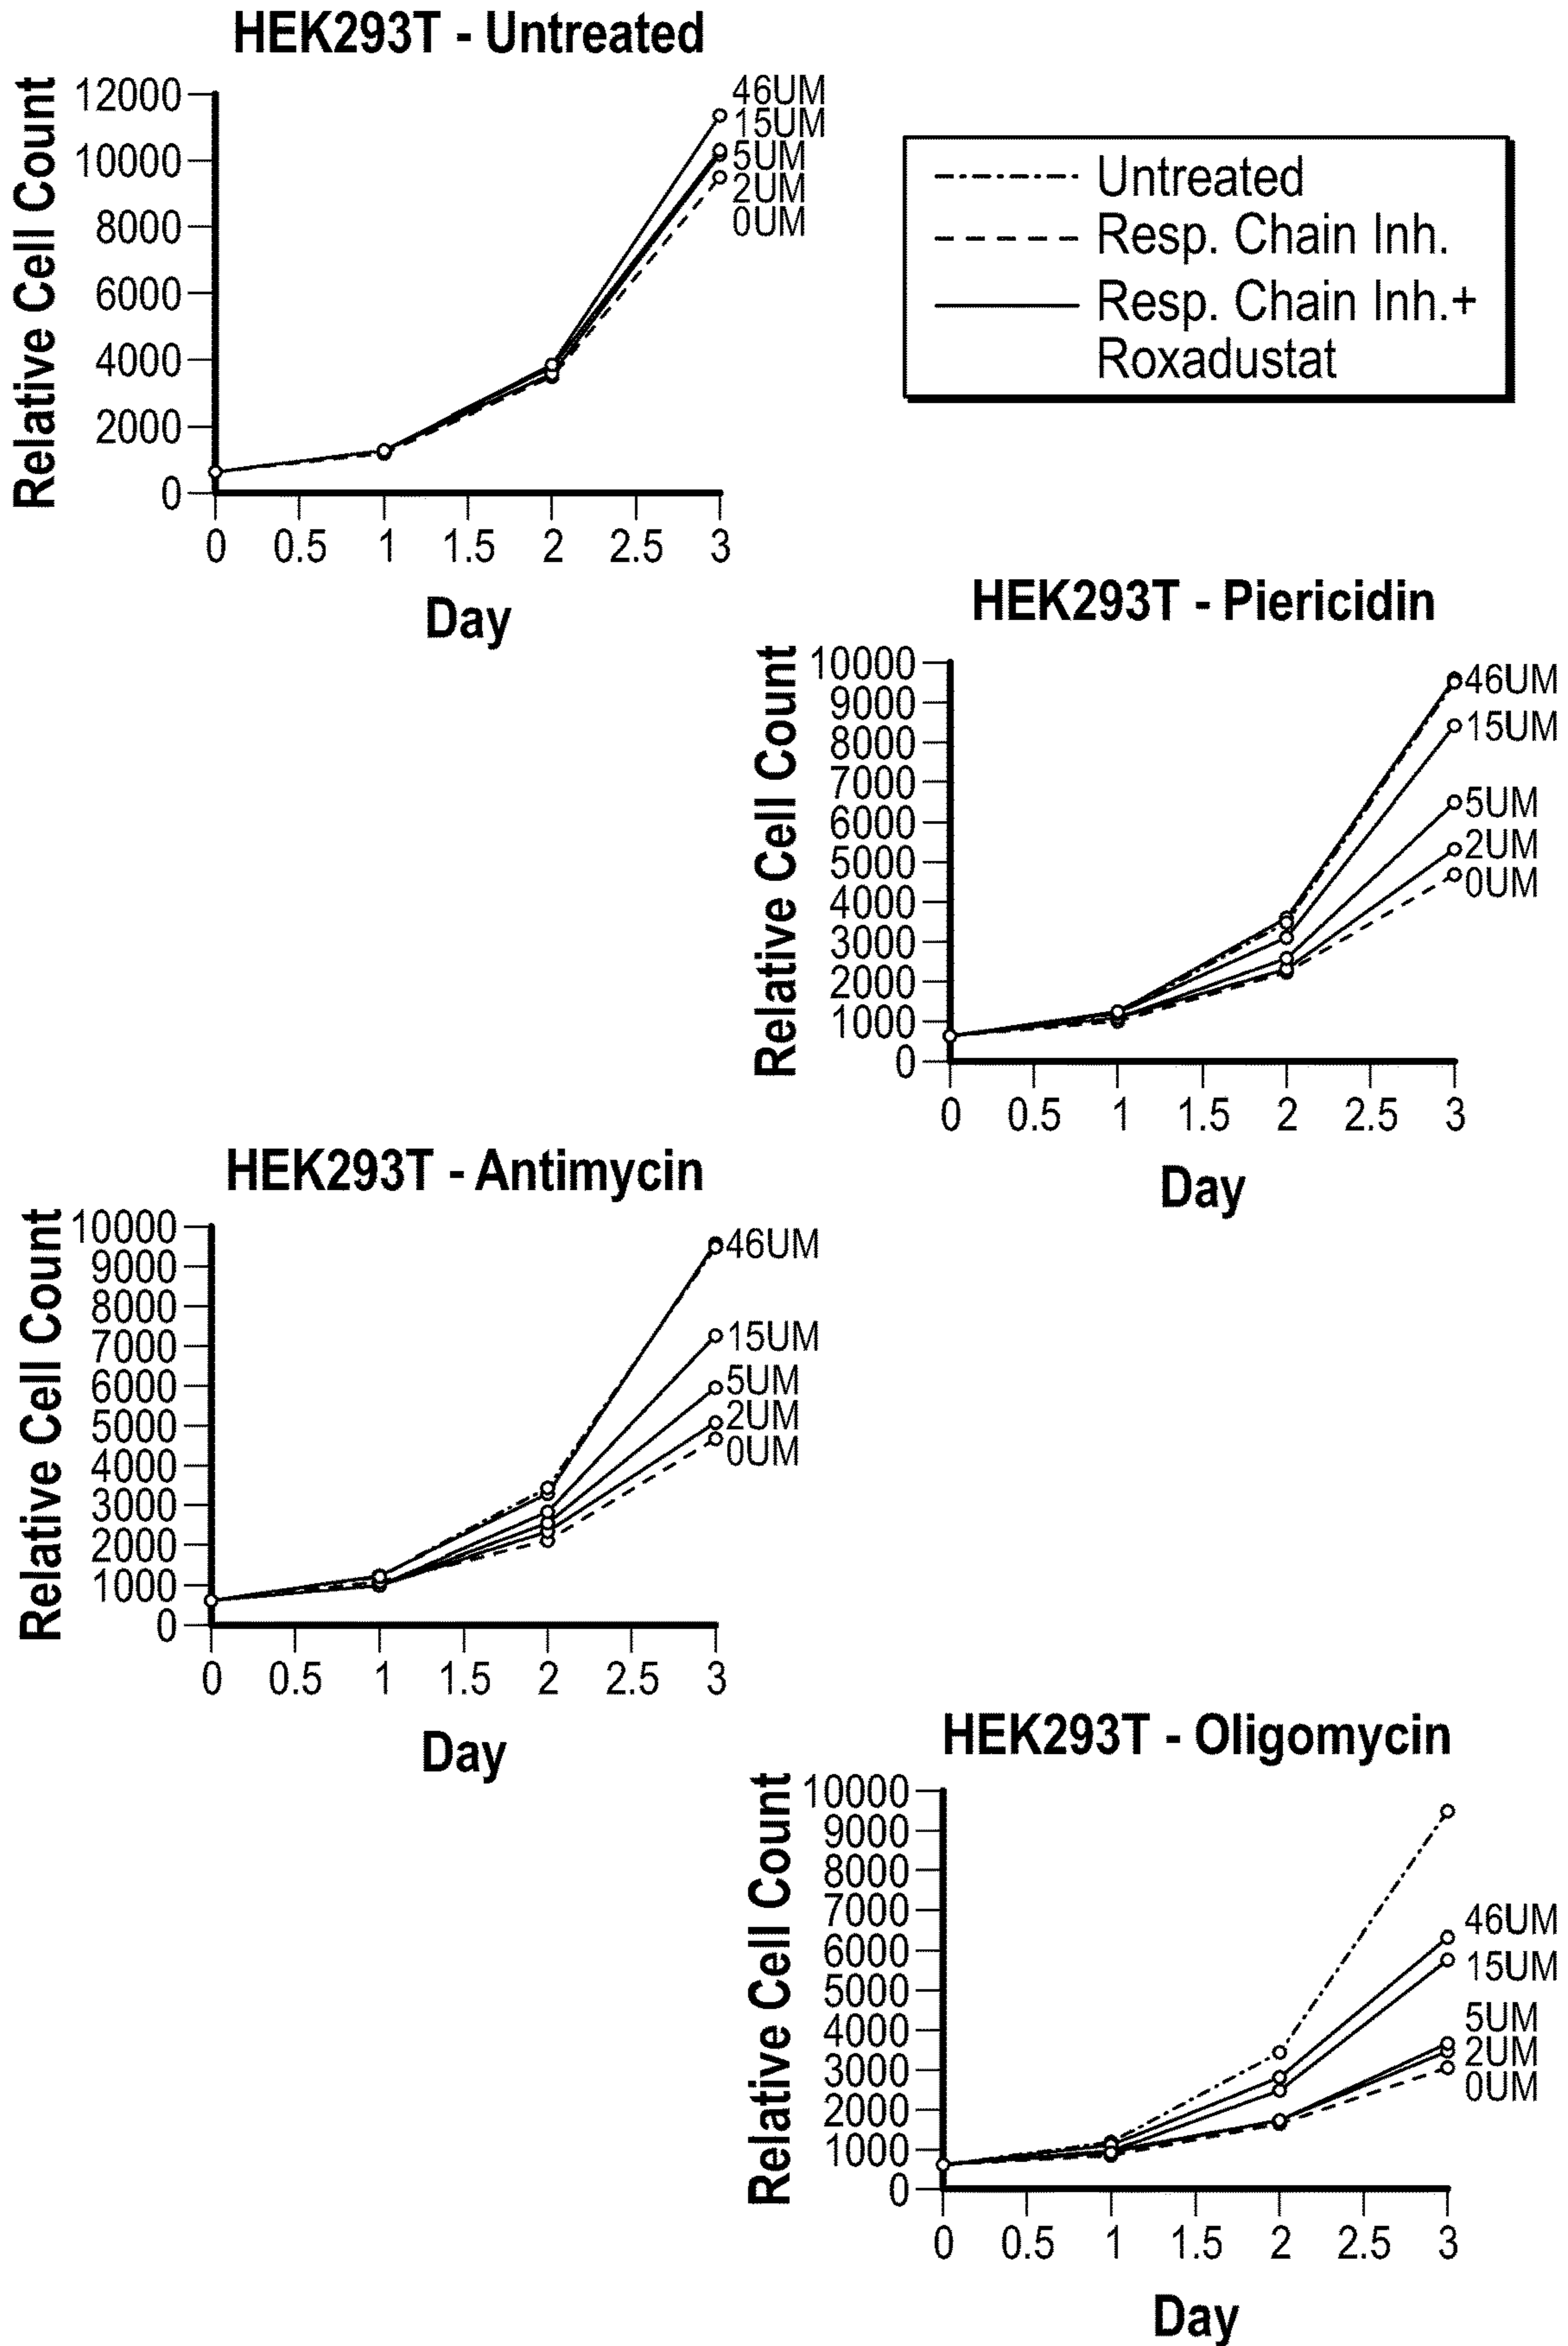 HEK293T - Untreated
Relative Cell Count
12000
10000
8000
6000
4000
2000
0
0 0.5 1 1.5 2 2.5 3
Day
46UM
15UM
5UM
2UM
0UM
Untreated
Resp. Chain Inh.
Resp. Chain Inh.+
Roxadustat
HEK293T - Piericidin
Relative Cell Count
10000
9000
8000
7000
6000
5000
4000
3000
2000
1000
0
0 0.5 1 1.5 2 2.5 3
Day
46UM
15UM
5UM
2UM
0UM
HEK293T - Antimycin
Relative Cell Count
10000
9000
8000
7000
6000
5000
4000
3000
2000
1000
0
0 0.5 1 1.5 2 2.5 3
Day
46UM
15UM
5UM
2UM
0UM
HEK293T - Oligomycin
Relative Cell Count
10000
9000
8000
7000
6000
5000
4000
3000
2000
1000
0
0 0.5 1 1.5 2 2.5 3
Day
46UM
15UM
5UM
2UM
0UM